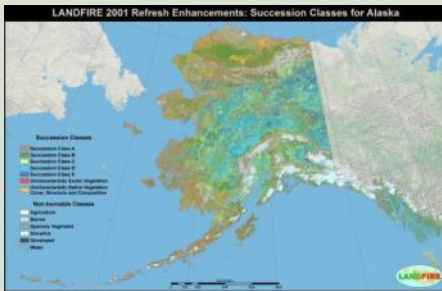 LANDFIRE 2001 Refresh Enhancements: Succession Classes for Alaska
Succession Classes
Succession Class A
Succession Class B
Succession Class C
Succession Class D
Succession Class E
Uncharacteristic Exotic Vegetation
Uncharacteristic Native Vegetation
Cover, Structure and Composition
Non-burnable Classes
Agriculture
Barren
Sparsely Vegetated
Snow/Ice
Developed
Water
LANDFIRE